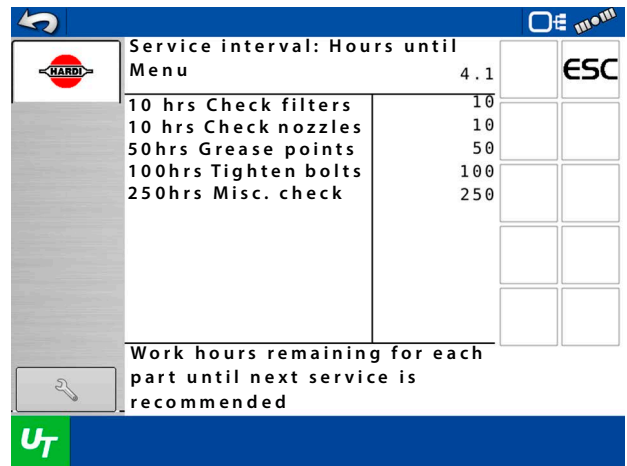 Service interval: Hours until
Menu 4.1
HARDI
ESC
10 hrs Check filters 10
10 hrs Check nozzles 10
50hrs Grease points 50
100hrs Tighten bolts 100
250hrs Misc. check 250
Work hours remaining for each
part until next service is
recommended
UT